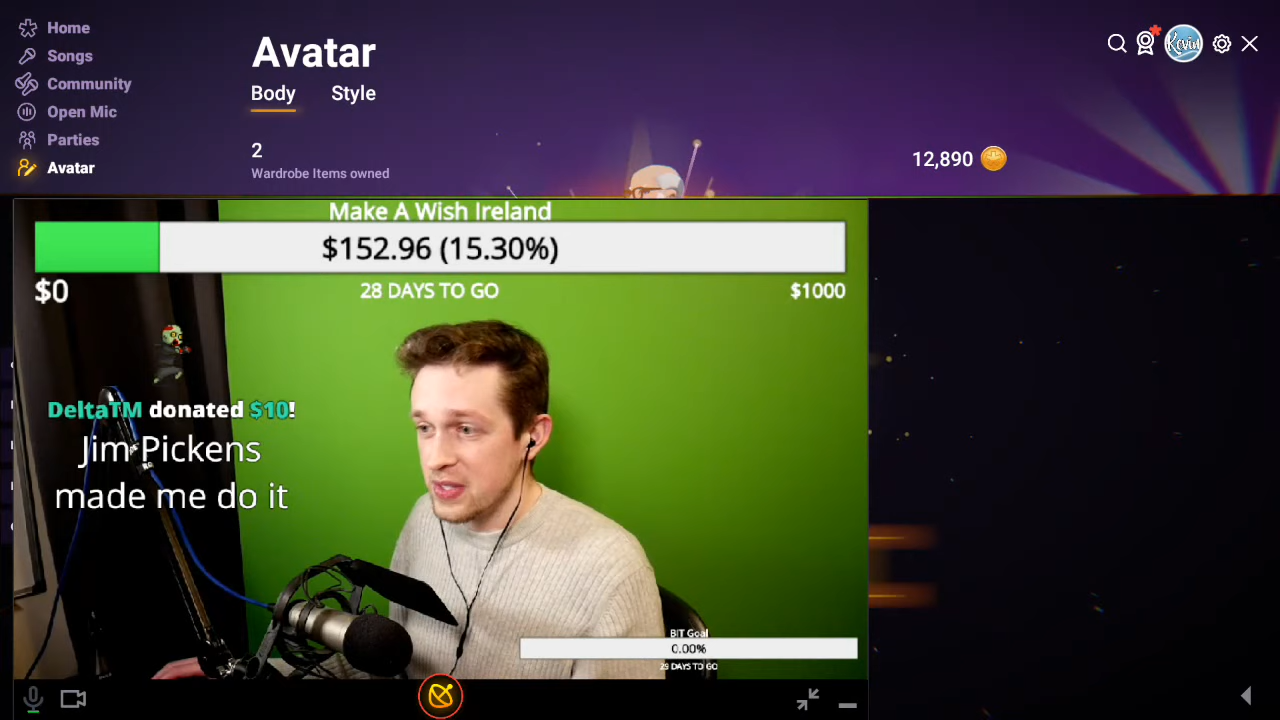 Home
Songs
Community
Open Mic
Parties
Avatar
Avatar
Body Style
2
Wardrobe Items owned
Kevin
12,890
Make A Wish Ireland
$152.96 (15.30%)
$0
28 DAYS TO GO
$1000
DeltaTM donated $10!
Jim Pickens
made me do it
BIT Goal
0.00%
29 DAYS TO GO